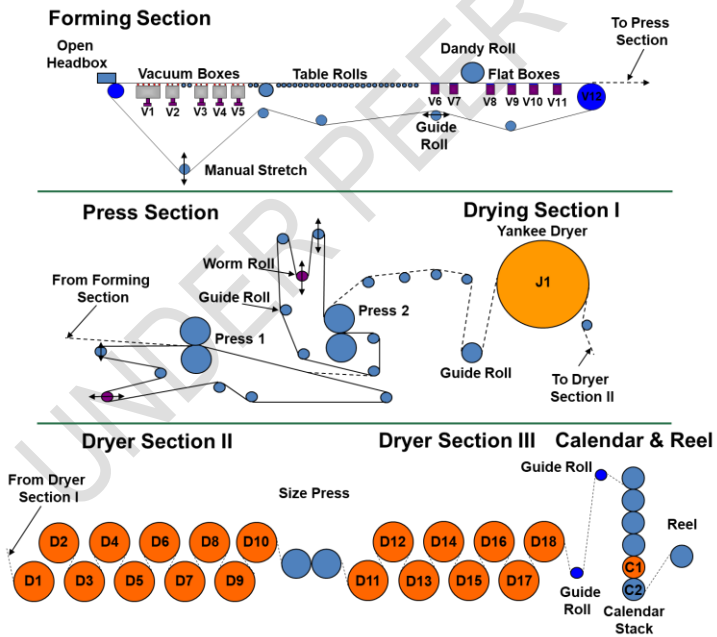 Forming Section
Open
Headbox
Vacuum Boxes
Table Rolls
Dandy Roll
Flat Boxes
To Press
Section
V1 V2 V3 V4 V5
V6 V7 V8 V9 V10 V11 V12
Guide
Roll
Manual Stretch
Press Section
Drying Section I
Yankee Dryer
From Forming
Section
Worm Roll
Guide Roll
Press 1
Press 2
J1
Guide Roll
To Dryer
Section II
Dryer Section II
Dryer Section III
Calendar & Reel
From Dryer
Section I
Size Press
Guide Roll
D2 D4 D6 D8 D10
D12 D14 D16 D18
D1 D3 D5 D7 D9
D11 D13 D15 D17
C1
C2
Reel
Guide
Roll
Calendar
Stack
UNDER PEER